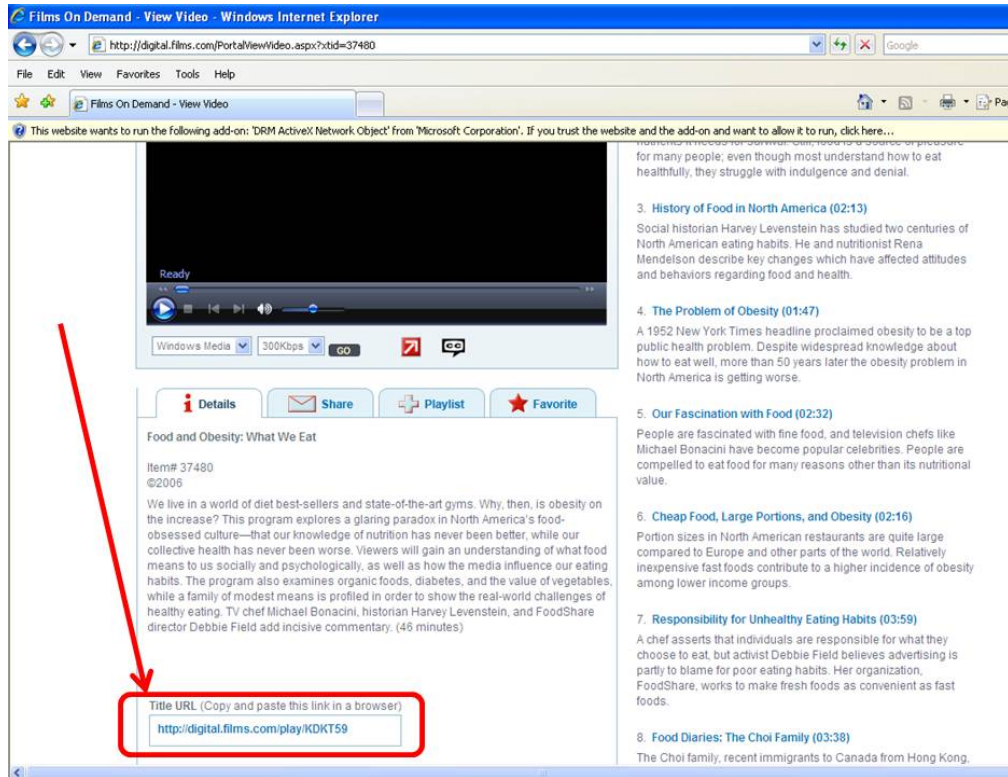 Films On Demand - View Video - Windows Internet Explorer
http://digital.films.com/PortalViewVideo.aspx?xtid=37480
Google
File Edit View Favorites Tools Help
Films On Demand - View Video
This website wants to run the following add-on: 'DRM ActiveX Network Object' from 'Microsoft Corporation'. If you trust the website and the add-on and want to allow it to run, click here...
Ready
Windows Media
300Kbps
GO
CC
Details
Share
Playlist
Favorite
Food and Obesity: What We Eat
Item# 37480
©2006
We live in a world of diet best-sellers and state-of-the-art gyms. Why, then, is obesity on
the increase? This program explores a glaring paradox in North America's food-
obsessed culture—that our knowledge of nutrition has never been better, while our
collective health has never been worse. Viewers will gain an understanding of what food
means to us socially and psychologically, as well as how the media influence our eating
habits. The program also examines organic foods, diabetes, and the value of vegetables,
while a family of modest means is profiled in order to show the real-world challenges of
healthy eating. TV chef Michael Bonacini, historian Harvey Levenstein, and FoodShare
director Debbie Field add incisive commentary. (46 minutes)
Title URL (Copy and paste this link in a browser)
http://digital.films.com/play/KDKT59
for many people; even though most understand how to eat
healthfully, they struggle with indulgence and denial.
3. History of Food in North America (02:13)
Social historian Harvey Levenstein has studied two centuries of
North American eating habits. He and nutritionist Rena
Mendelson describe key changes which have affected attitudes
and behaviors regarding food and health.
4. The Problem of Obesity (01:47)
A 1952 New York Times headline proclaimed obesity to be a top
public health problem. Despite widespread knowledge about
how to eat well, more than 50 years later the obesity problem in
North America is getting worse.
5. Our Fascination with Food (02:32)
People are fascinated with fine food, and television chefs like
Michael Bonacini have become popular celebrities. People are
compelled to eat food for many reasons other than its nutritional
value.
6. Cheap Food, Large Portions, and Obesity (02:16)
Portion sizes in North American restaurants are quite large
compared to Europe and other parts of the world. Relatively
inexpensive fast foods contribute to a higher incidence of obesity
among lower income groups.
7. Responsibility for Unhealthy Eating Habits (03:59)
A chef asserts that individuals are responsible for what they
choose to eat, but activist Debbie Field believes advertising is
partly to blame for poor eating habits. Her organization,
FoodShare, works to make fresh foods as convenient as fast
foods.
8. Food Diaries: The Choi Family (03:38)
The Choi family, recent immigrants to Canada from Hong Kong,